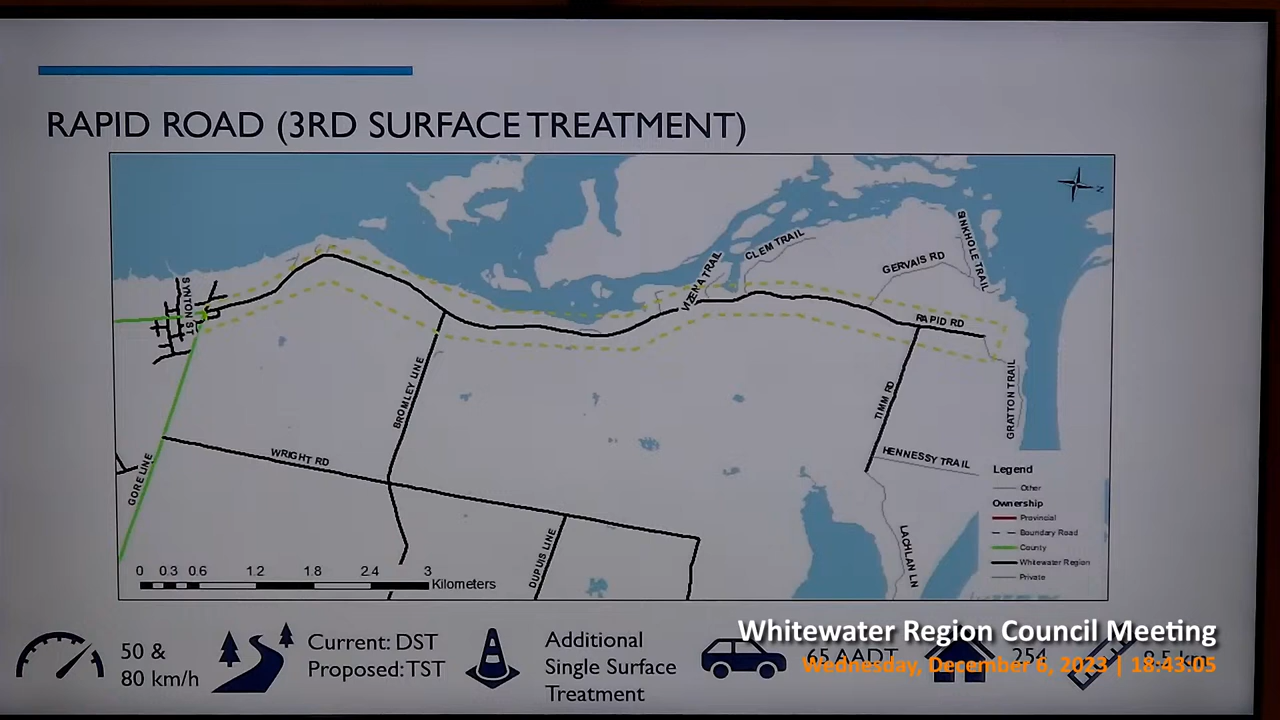 RAPID ROAD (3RD SURFACE TREATMENT)
N
SYNTON ST
VIZENA TRAIL
CLEM TRAIL
GERVAIS RD
SINKHOLE TRAIL
RAPID RD
BROMLEY LINE
TIMM RD
GRATTON TRAIL
WRIGHT RD
HENNESSY TRAIL
GORE LINE
DUPUIS LINE
LACHLAN LN
Legend
Other
Ownership
Provincial
Boundary Road
County
Whitewater Region
Private
0 0.3 0.6 1.2 1.8 2.4 3
Kilometers
50 &
80 km/h
Current: DST
Proposed: TST
Additional
Single Surface
Treatment
65 AADT
254
Whitewater Region Council Meeting
Wednesday, December 6, 2023 | 18:43:05